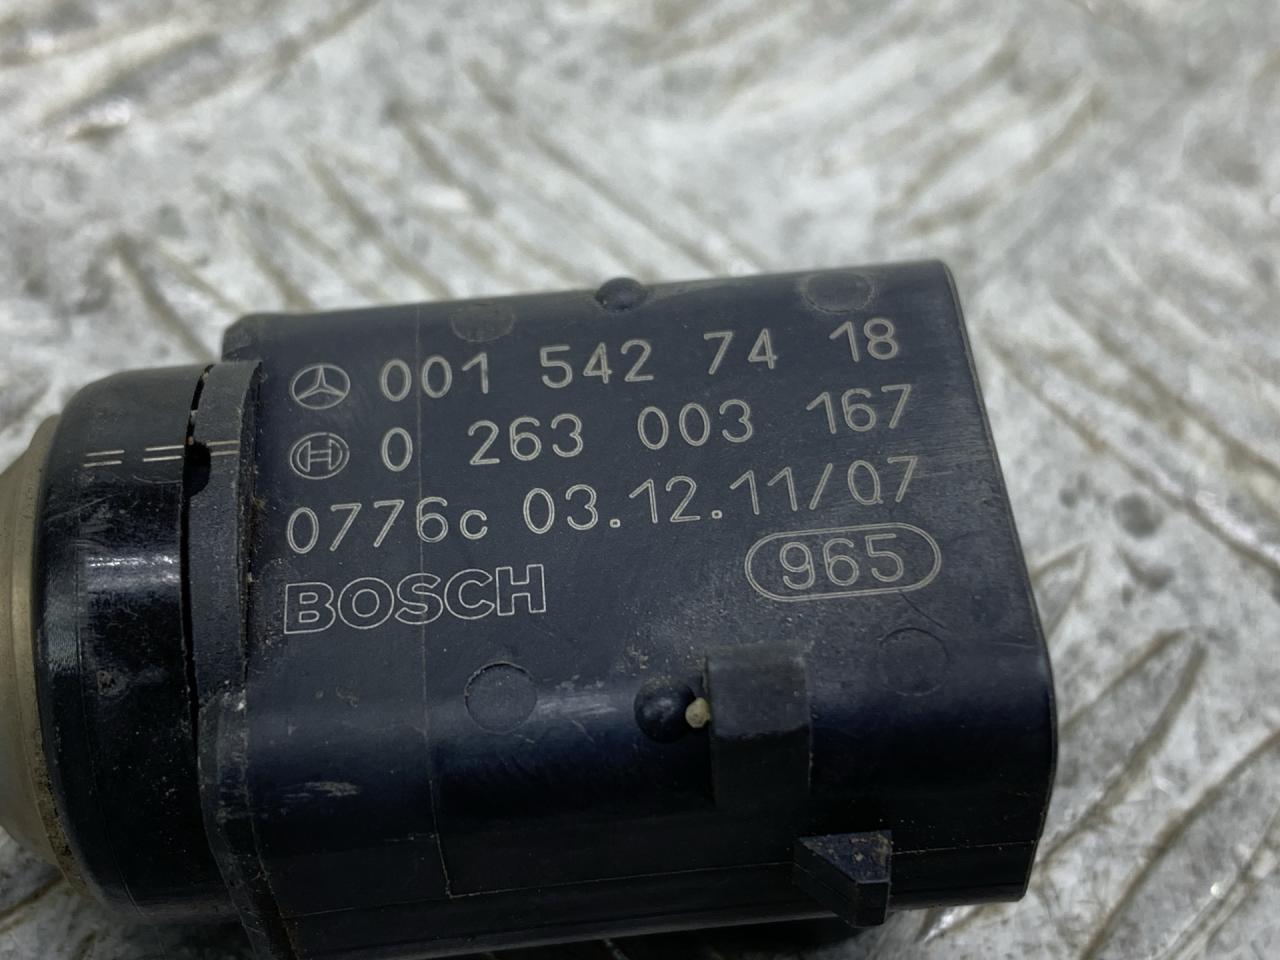 001 542 74 18
0 263 003 167
0776c 03.12.11/07
BOSCH 965